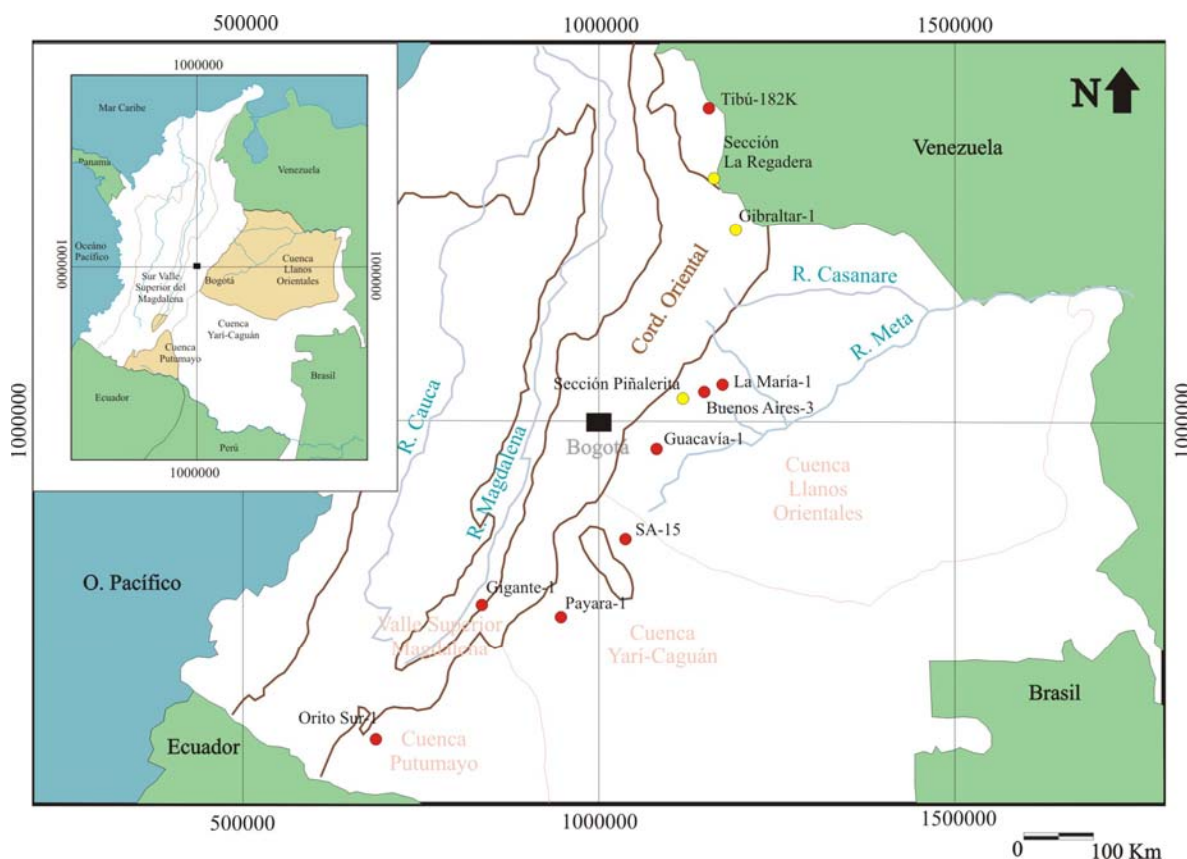 500000
1000000
1500000
1000000
Mar Caribe
Panama
Venezuela
Océano
Pacífico
1000000
1000000
Sur Valle
Superior del
Magdalena
Bogotá
Cuenca
Llanos
Orientales
Cuenca
Yarí-Caguán
Cuenca
Putumayo
Ecuador
Brasil
Perú
1000000
N
Tibú-182K
Sección
La Regadera
Venezuela
Gibraltar-1
Cord. Oriental
R. Casanare
R. Meta
R. Cauca
R. Magdalena
Sección Piñalerita
La María-1
Buenos Aires-3
1000000
1000000
Bogotá
Guacavía-1
Cuenca
Llanos
Orientales
SA-15
O. Pacífico
Gigante-1
Payara-1
Valle Superior
Magdalena
Cuenca
Yarí-Caguán
Brasil
Orito Sur-1
Ecuador
Cuenca
Putumayo
500000
1000000
1500000
0 100 Km